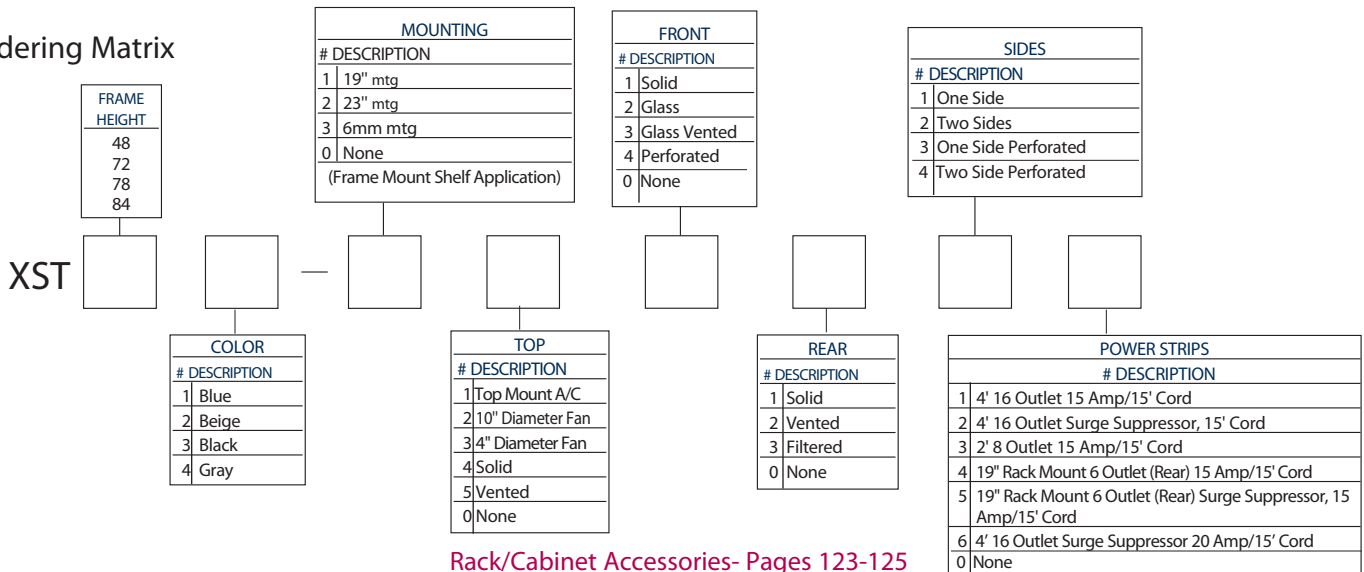 dering Matrix
FRAME
HEIGHT
48
72
78
84
MOUNTING
# DESCRIPTION
1 19" mtg
2 23" mtg
3 6mm mtg
0 None
(Frame Mount Shelf Application)
FRONT
# DESCRIPTION
1 Solid
2 Glass
3 Glass Vented
4 Perforated
0 None
SIDES
# DESCRIPTION
1 One Side
2 Two Sides
3 One Side Perforated
4 Two Side Perforated
XST —
COLOR
# DESCRIPTION
1 Blue
2 Beige
3 Black
4 Gray
TOP
# DESCRIPTION
1 Top Mount A/C
2 10" Diameter Fan
3 4" Diameter Fan
4 Solid
5 Vented
0 None
REAR
# DESCRIPTION
1 Solid
2 Vented
3 Filtered
0 None
POWER STRIPS
# DESCRIPTION
1 4' 16 Outlet 15 Amp/15' Cord
2 4' 16 Outlet Surge Suppressor, 15' Cord
3 2' 8 Outlet 15 Amp/15' Cord
4 19" Rack Mount 6 Outlet (Rear) 15 Amp/15' Cord
5 19" Rack Mount 6 Outlet (Rear) Surge Suppressor, 15
Amp/15' Cord
6 4′ 16 Outlet Surge Suppressor 20 Amp/15′ Cord
0 None
Rack/Cabinet Accessories- Pages 123-125